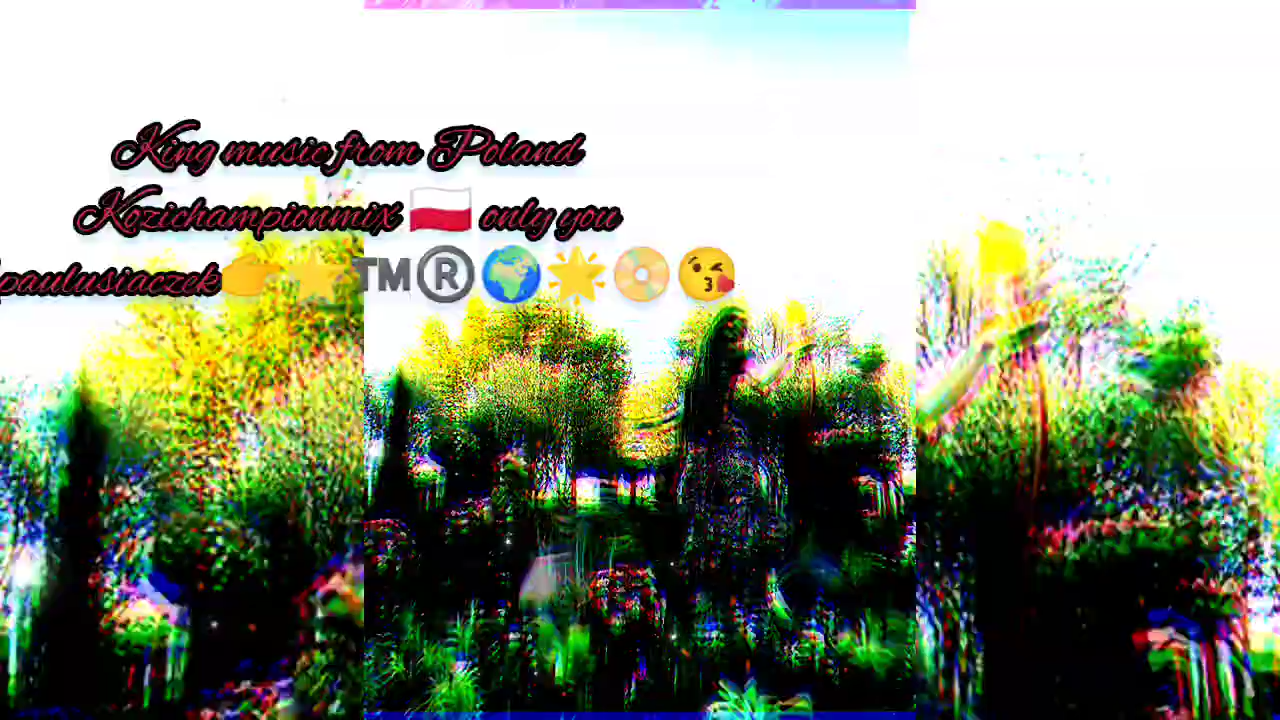 King music from Poland
Kozichampionmix 🇵🇱 only you
paulusiaczek👉⭐™®🌍🌟📀😘